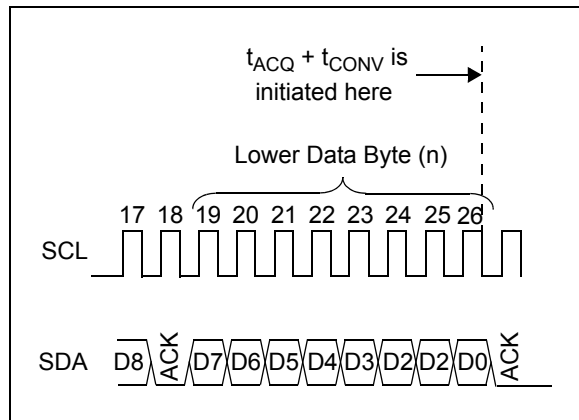 tACQ + tCONV is
initiated here
Lower Data Byte (n)
17 18 19 20 21 22 23 24 25 26
SCL
SDA D8 ACK D7 D6 D5 D4 D3 D2 D2 D0 ACK